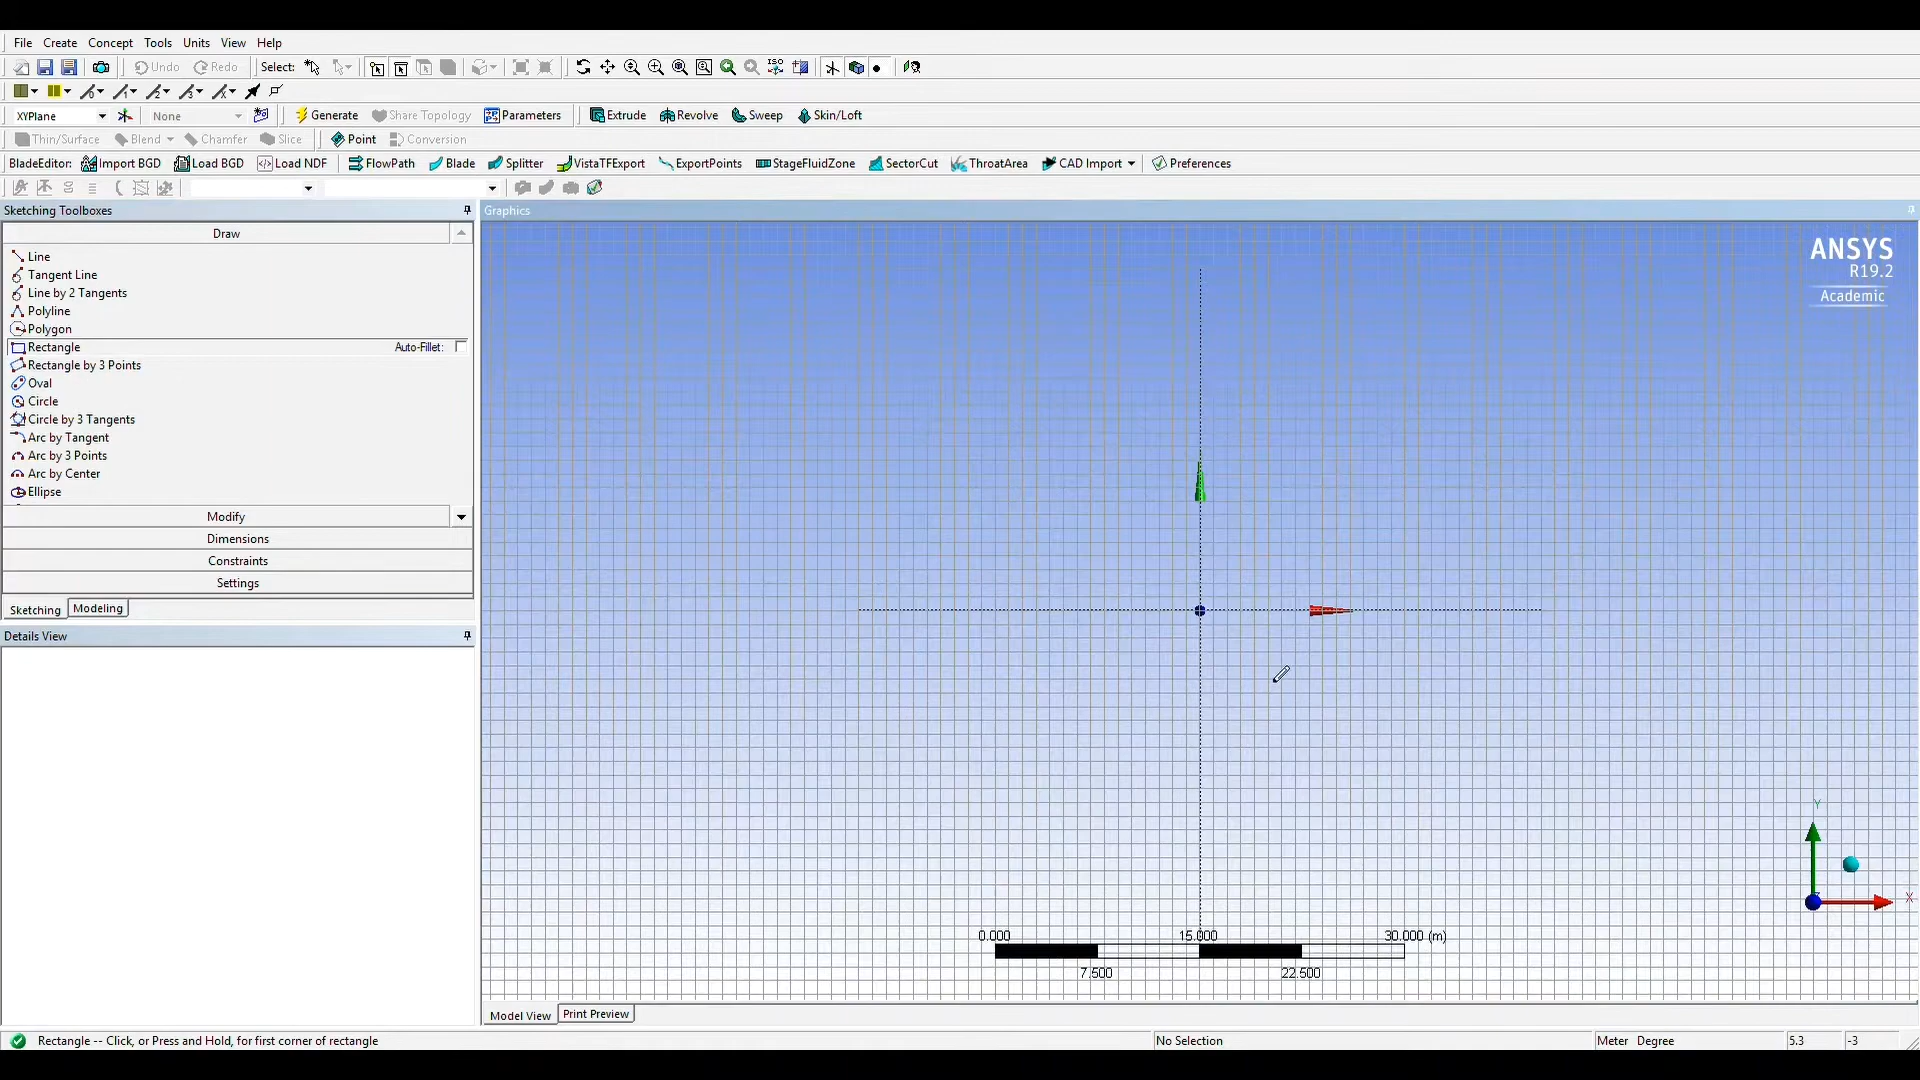 File Create Concept Tools Units View Help
Undo Redo Select: ISO
XYPlane None Generate Share Topology Parameters Extrude Revolve Sweep Skin/Loft
Thin/Surface Blend Chamfer Slice Point Conversion
BladeEditor: Import BGD Load BGD Load NDF FlowPath Blade Splitter VistaTFExport ExportPoints StageFluidZone SectorCut ThroatArea CAD Import Preferences
Sketching Toolboxes
Graphics
Draw
Line
Tangent Line
Line by 2 Tangents
Polyline
Polygon
Rectangle Auto-Fillet:
Rectangle by 3 Points
Oval
Circle
Circle by 3 Tangents
Arc by Tangent
Arc by 3 Points
Arc by Center
Ellipse
Modify
Dimensions
Constraints
Settings
Sketching Modeling
Details View
ANSYS
R19.2
Academic
Y
X
0.000 15.000 30.000 (m)
7.500 22.500
Model View Print Preview
Rectangle -- Click, or Press and Hold, for first corner of rectangle No Selection Meter Degree 5.3 -3